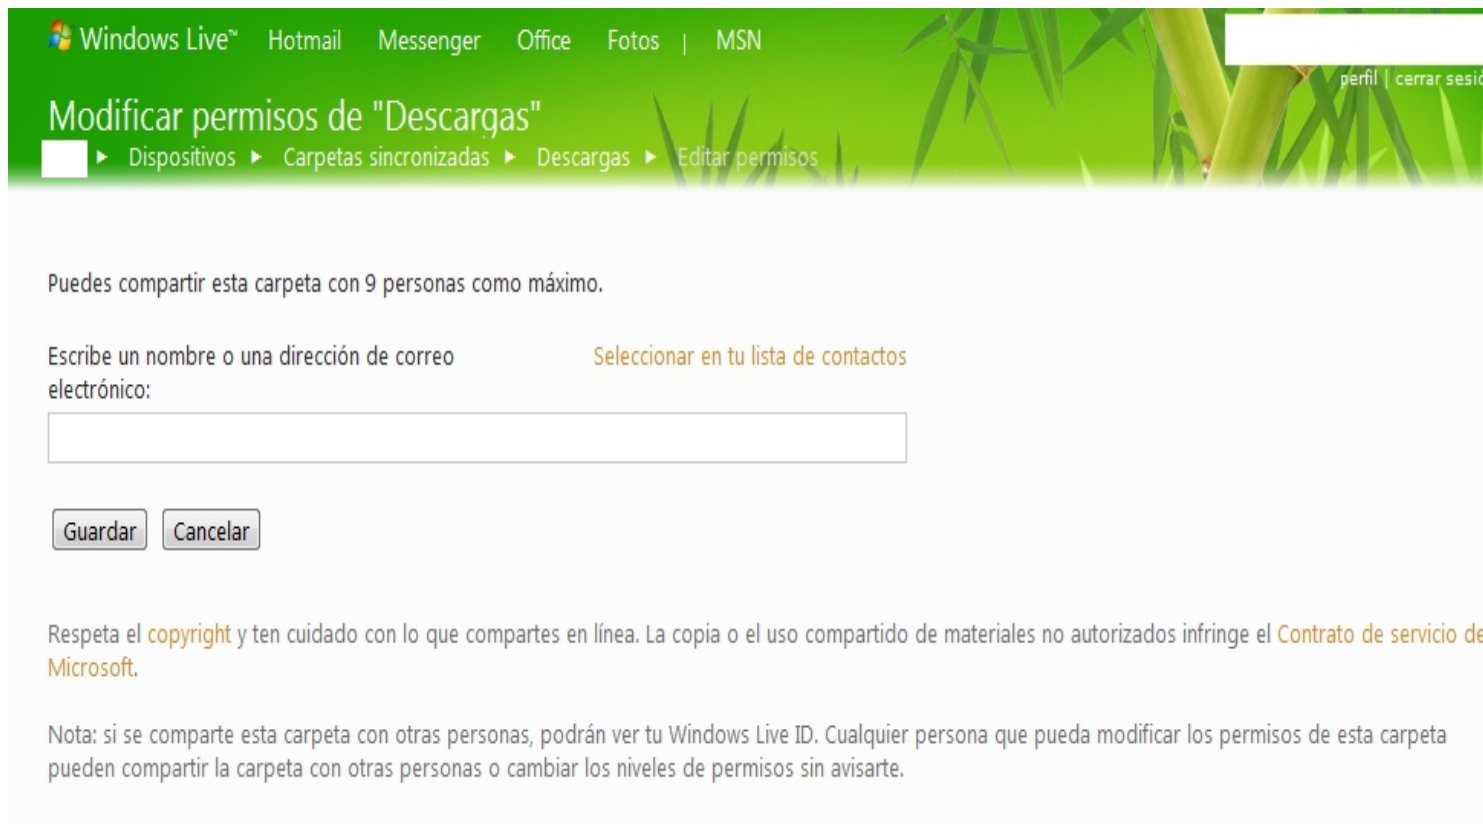 Windows Live™ Hotmail Messenger Office Fotos | MSN
perfil | cerrar sesió
Modificar permisos de "Descargas"
Dispositivos ▸ Carpetas sincronizadas ▸ Descargas ▸ Editar permisos
Puedes compartir esta carpeta con 9 personas como máximo.
Escribe un nombre o una dirección de correo
electrónico:
Seleccionar en tu lista de contactos
Guardar Cancelar
Respeta el copyright y ten cuidado con lo que compartes en línea. La copia o el uso compartido de materiales no autorizados infringe el Contrato de servicio de
Microsoft.
Nota: si se comparte esta carpeta con otras personas, podrán ver tu Windows Live ID. Cualquier persona que pueda modificar los permisos de esta carpeta
pueden compartir la carpeta con otras personas o cambiar los niveles de permisos sin avisarte.